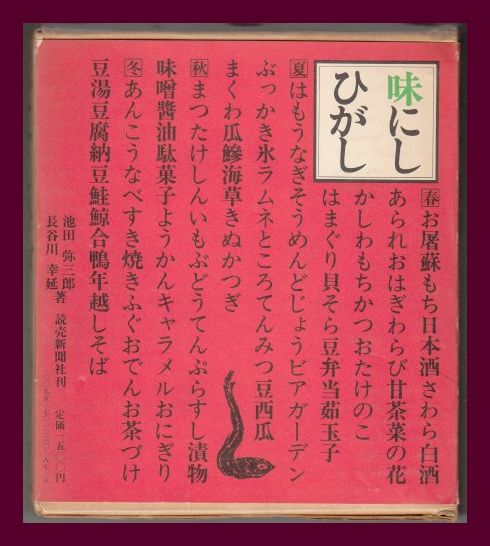 味にし
ひがし
春お屠蘇もち日本酒さわら白酒
あられおはぎわらび甘茶菜の花
かしわもちかつおたけのこ
はまぐり貝そら豆弁当茹玉子
夏はもうなぎそうめんどじょうビアガーデン
ぶっかき氷ラムネところてんみつ豆西瓜
まくわ瓜鰺海草きぬかつぎ
秋まつたけしんいもぶどうてんぷらすし漬物
味噌醬油駄菓子ようかんキャラメルおにぎり
冬あんこうなべすき焼きふぐおでんお茶づけ
豆湯豆腐納豆鮭鯨合鴨年越しそば
池田 弥三郎
長谷川 幸延 著 読売新聞社刊 定価一五〇〇円